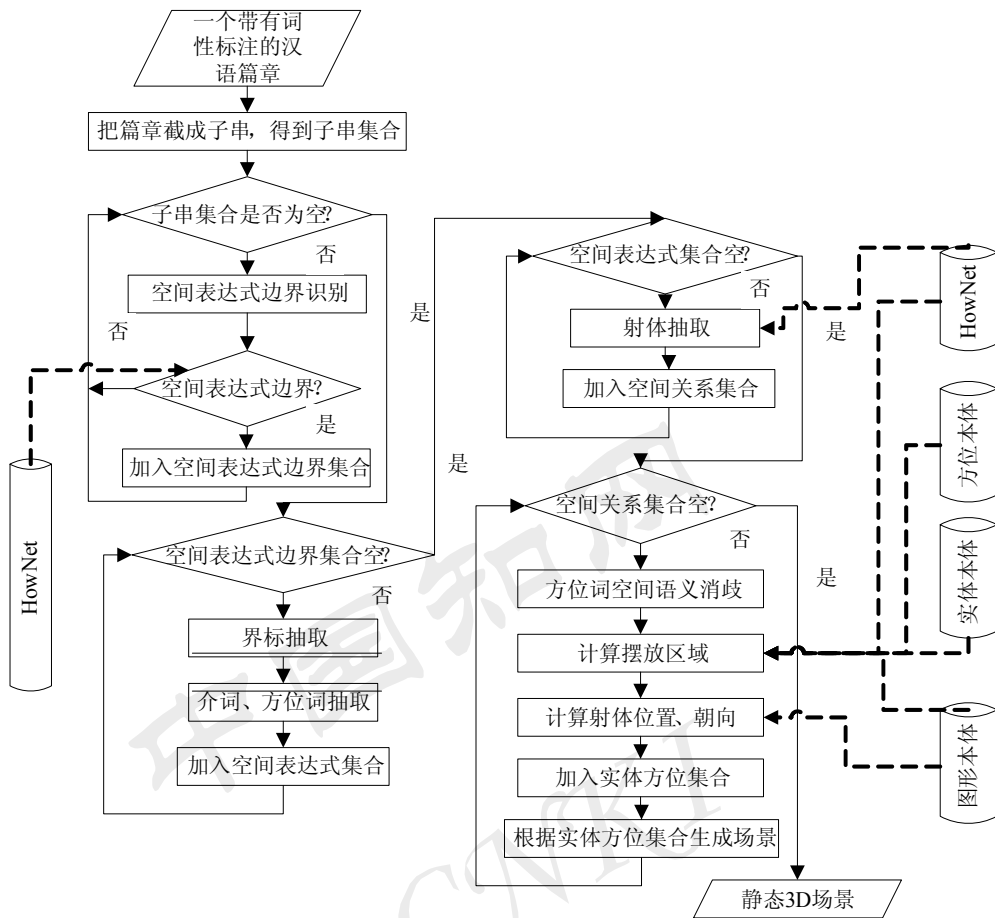 一个带有词
性标注的汉
语篇章
把篇章截成子串，得到子串集合
子串集合是否为空?
否
空间表达式边界识别
否
空间表达式边界?
是
加入空间表达式边界集合
HowNet
空间表达式边界集合空?
否
界标抽取
介词、方位词抽取
加入空间表达式集合
是
是
空间表达式集合空?
否
射体抽取
是
加入空间关系集合
空间关系集合空?
否
是
方位词空间语义消歧
计算摆放区域
计算射体位置、朝向
加入实体方位集合
根据实体方位集合生成场景
静态3D场景
HowNet
方位本体
实体本体
图形本体
中国知网
CNKI